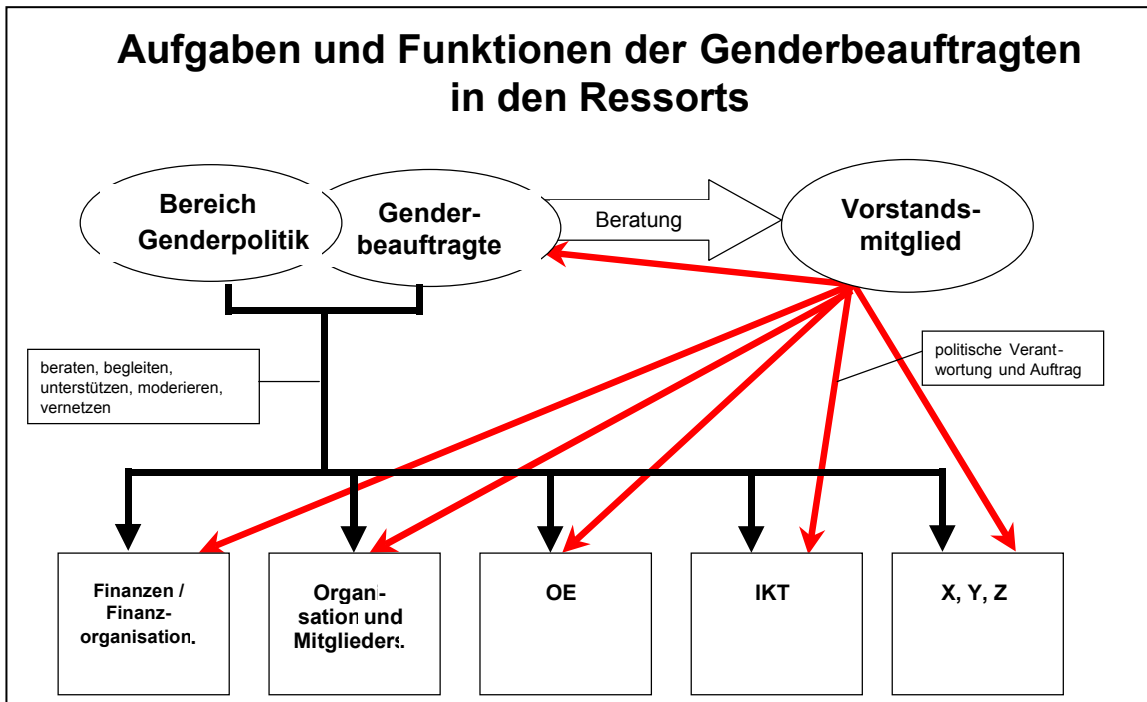 Aufgaben und Funktionen der Genderbeauftragten
in den Ressorts
Bereich
Genderpolitik
Gender-
beauftragte
Beratung
Vorstands-
mitglied
beraten, begleiten,
unterstützen, moderieren,
vernetzen
politische Verant-
wortung und Auftrag
Finanzen /
Finanz-
organisation.
Organi-
sation und
Mitglieders.
OE
IKT
X, Y, Z